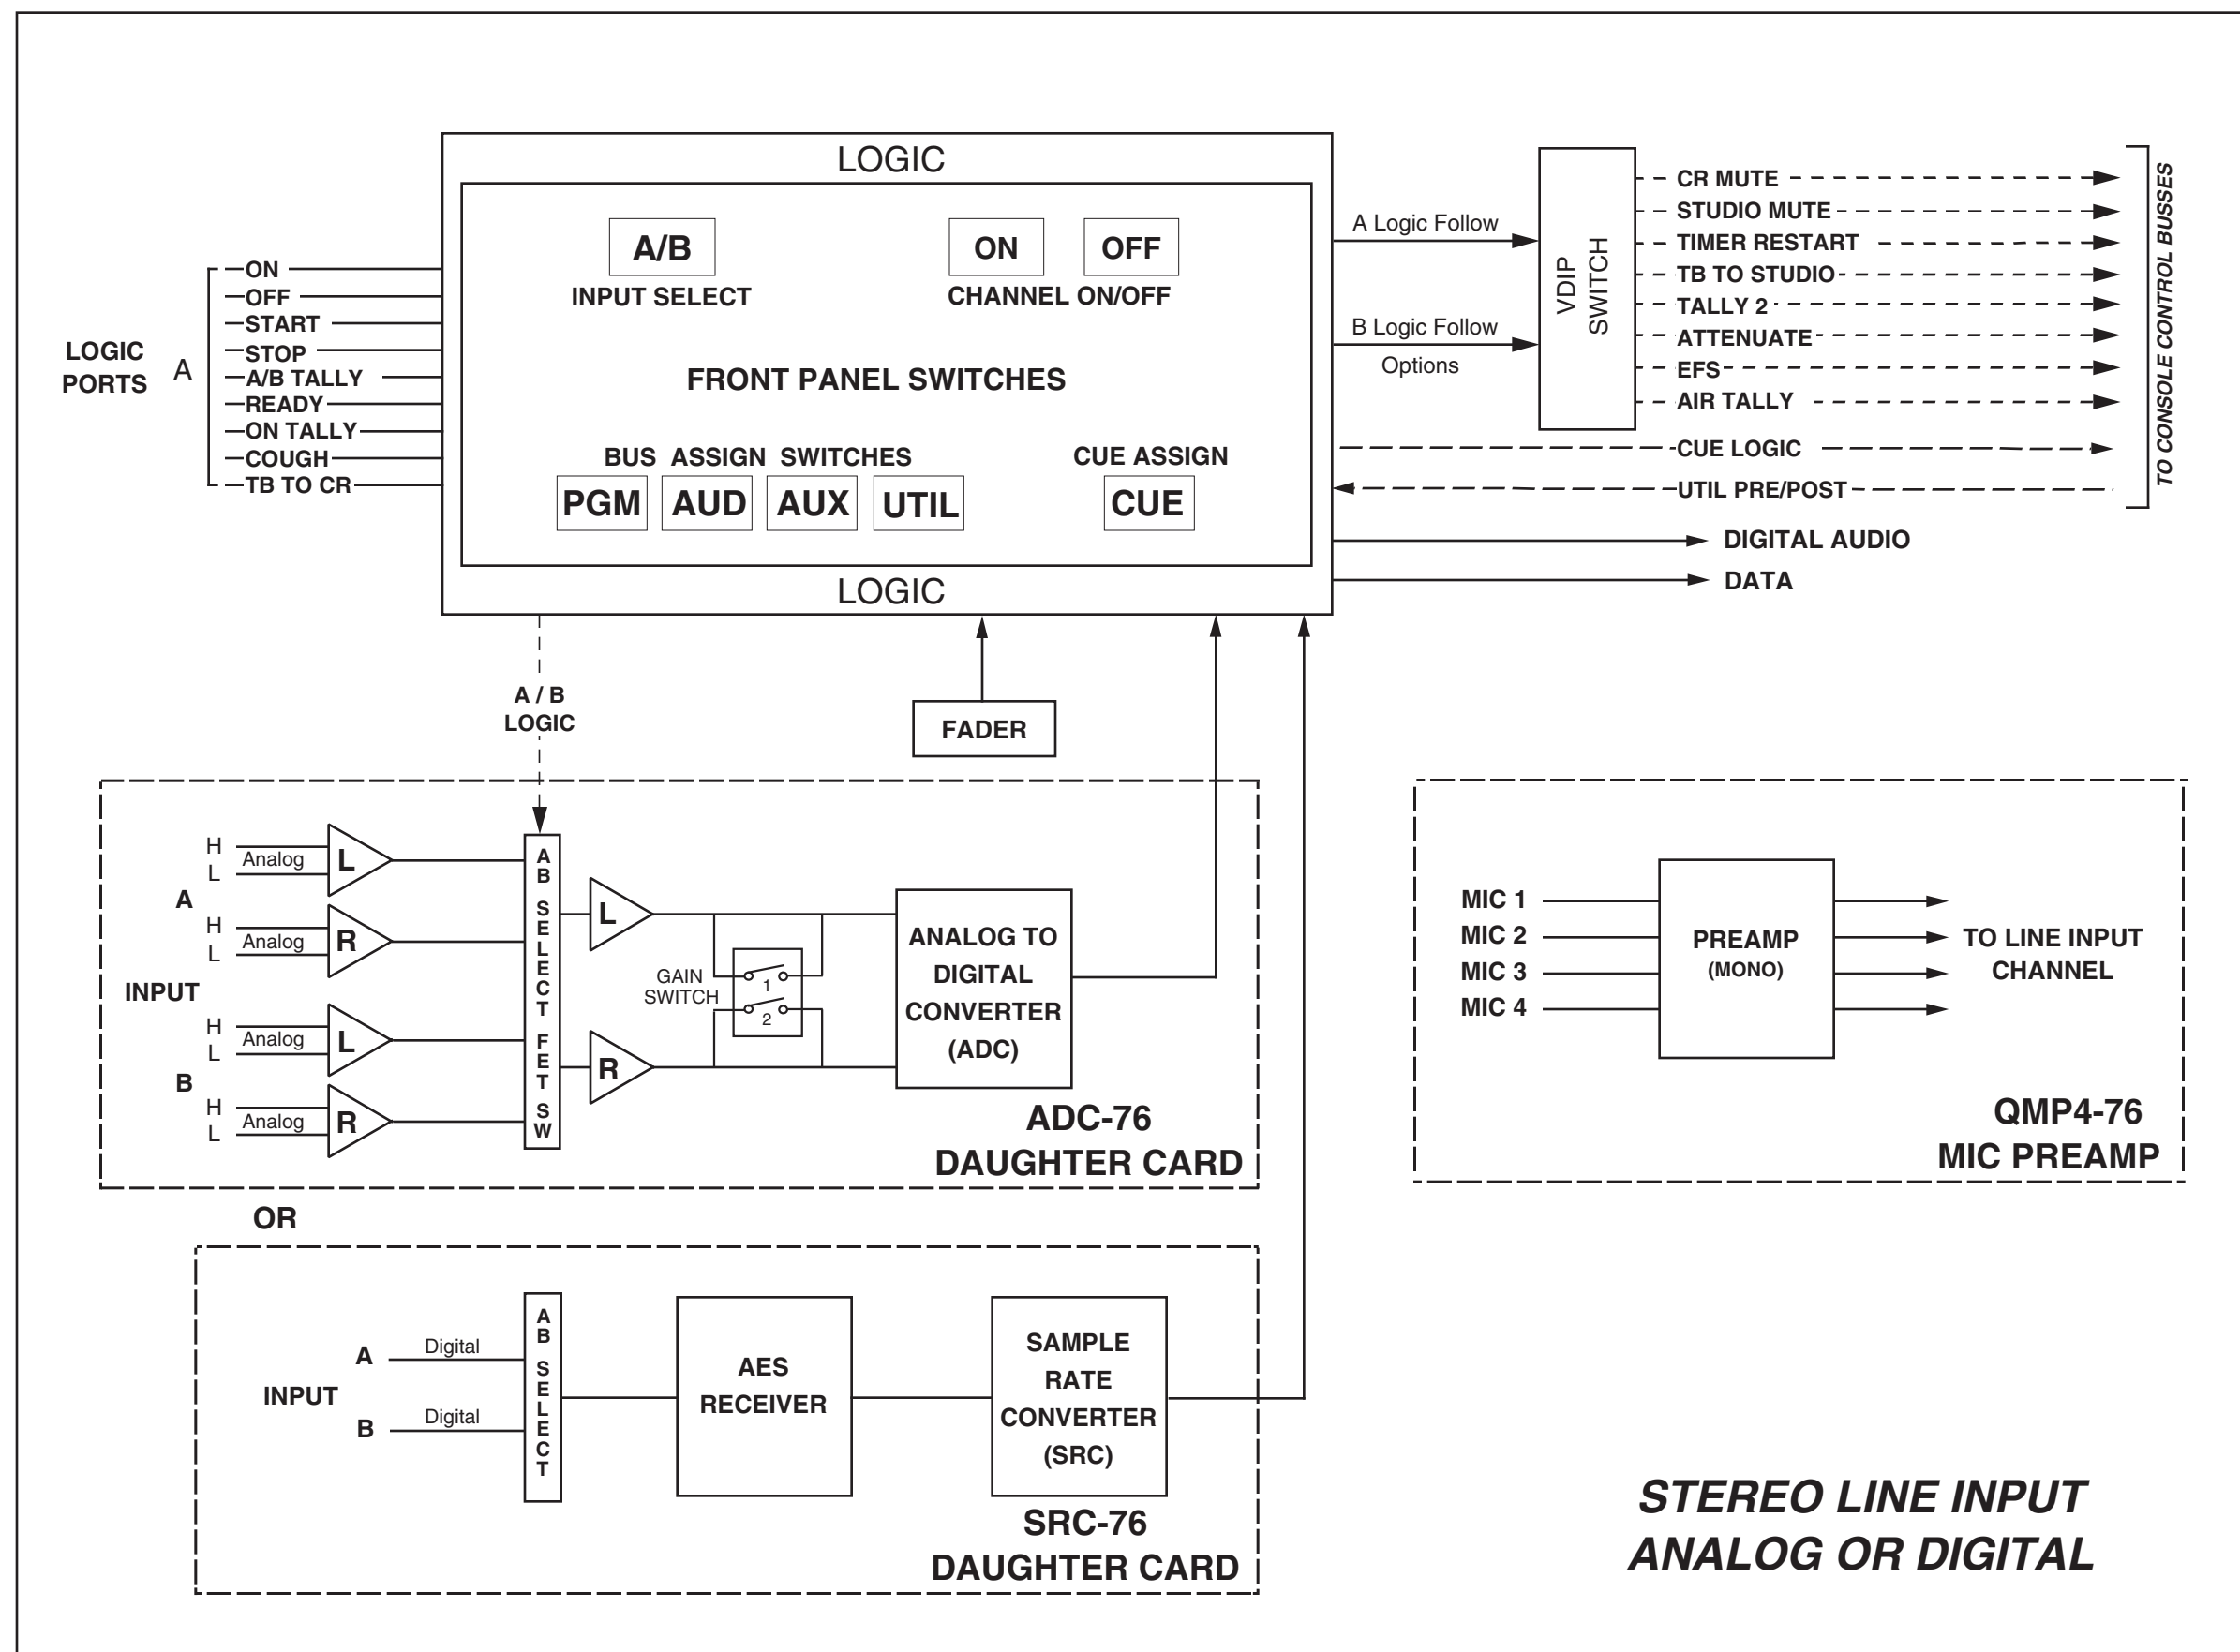 LOGIC
A/B
INPUT SELECT
ON
OFF
CHANNEL ON/OFF
FRONT PANEL SWITCHES
BUS ASSIGN SWITCHES
PGM
AUD
AUX
UTIL
CUE ASSIGN
CUE
LOGIC
LOGIC
PORTS
A
ON
OFF
START
STOP
A/B TALLY
READY
ON TALLY
COUGH
TB TO CR
A Logic Follow
B Logic Follow
Options
VDIP
SWITCH
CR MUTE
STUDIO MUTE
TIMER RESTART
TB TO STUDIO
TALLY 2
ATTENUATE
EFS
AIR TALLY
CUE LOGIC
UTIL PRE/POST
TO CONSOLE CONTROL BUSSES
DIGITAL AUDIO
DATA
A / B
LOGIC
FADER
INPUT
A
H
Analog
L
L
H
Analog
L
R
B
H
Analog
L
L
H
Analog
L
R
AB SELECT FET SW
L
R
GAIN
SWITCH
1
2
ANALOG TO
DIGITAL
CONVERTER
(ADC)
ADC-76
DAUGHTER CARD
MIC 1
MIC 2
MIC 3
MIC 4
PREAMP
(MONO)
TO LINE INPUT
CHANNEL
QMP4-76
MIC PREAMP
OR
INPUT
A
Digital
B
Digital
AB SELECT
AES
RECEIVER
SAMPLE
RATE
CONVERTER
(SRC)
SRC-76
DAUGHTER CARD
STEREO LINE INPUT
ANALOG OR DIGITAL